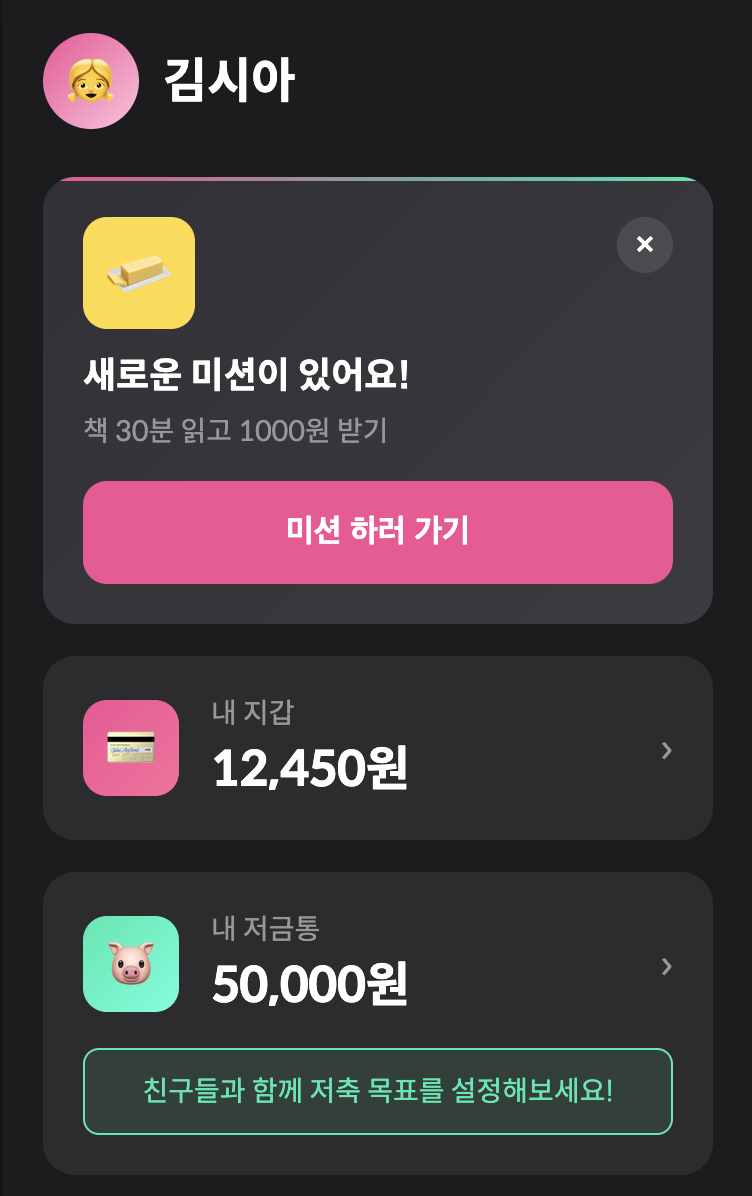 김시아
새로운 미션이 있어요!
책 30분 읽고 1000원 받기
미션 하러 가기
내 지갑
12,450원
내 저금통
50,000원
친구들과 함께 저축 목표를 설정해보세요!